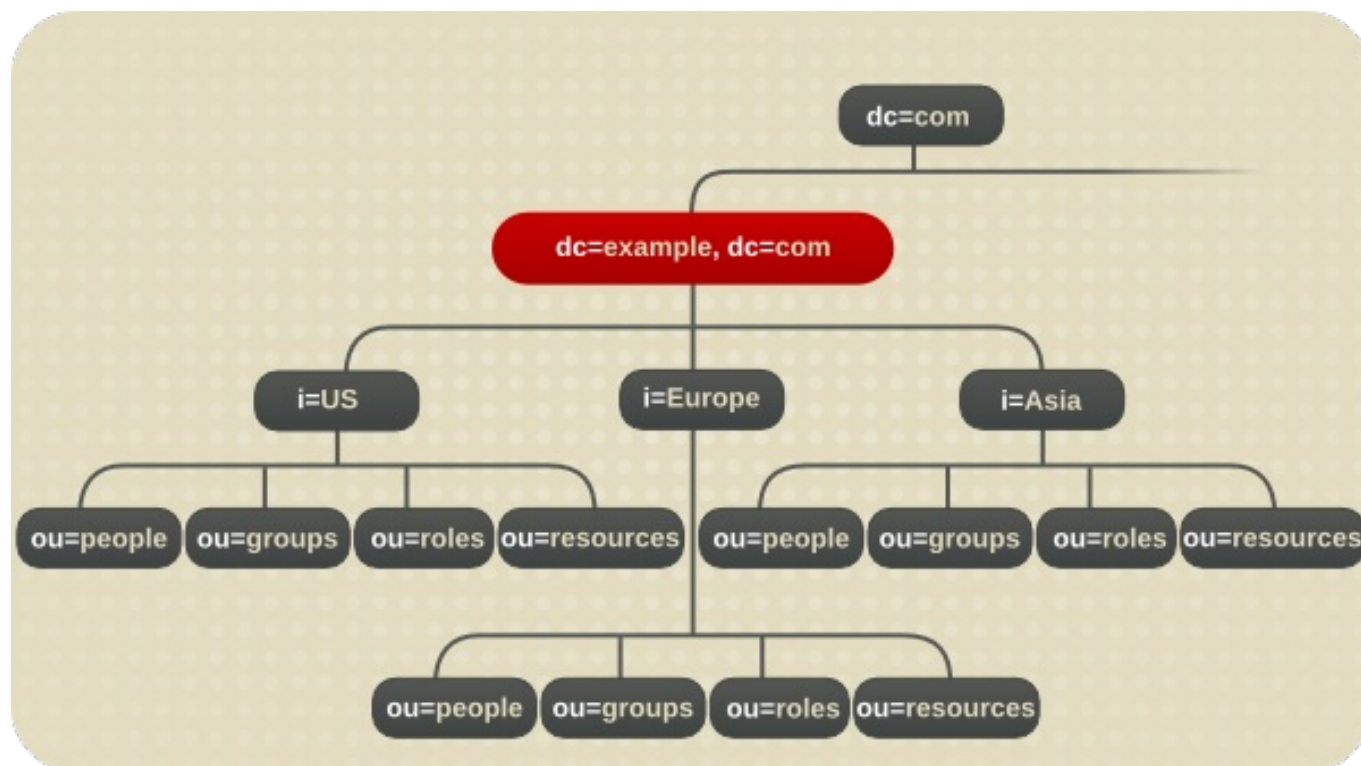 dc=com
dc=example, dc=com
i=US
i=Europe
i=Asia
ou=people
ou=groups
ou=roles
ou=resources
ou=people
ou=groups
ou=roles
ou=resources
ou=people
ou=groups
ou=roles
ou=resources